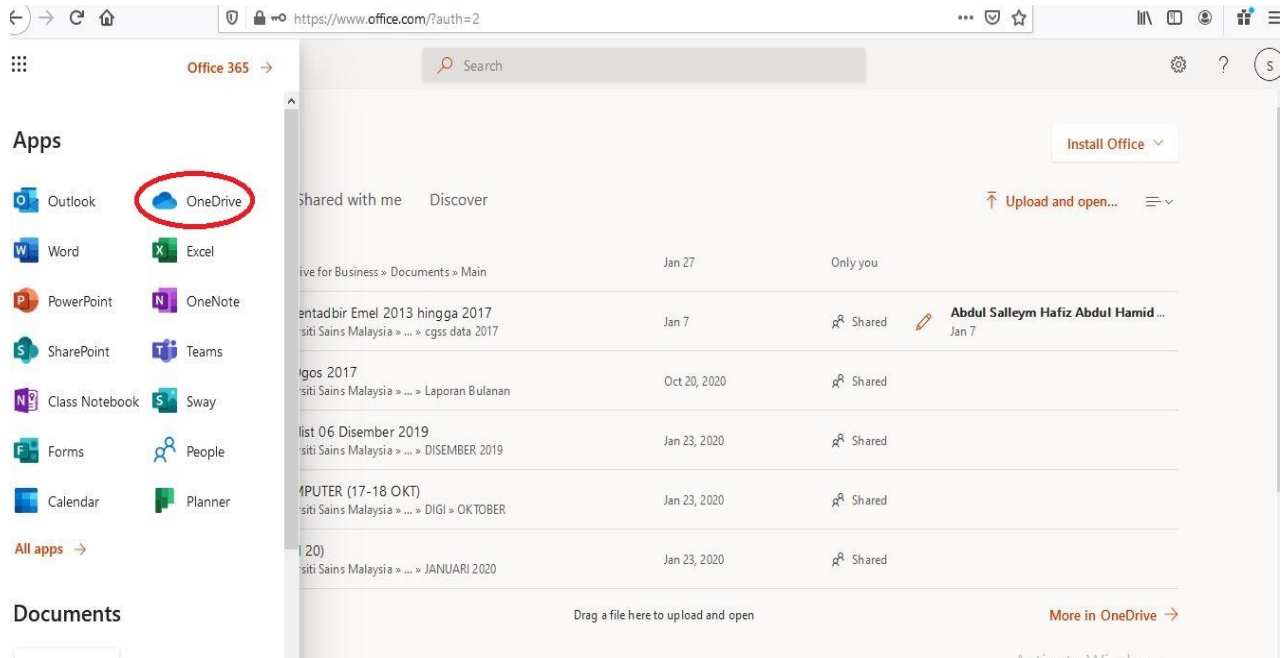 https://www.office.com/?auth=2
Office 365 →
Search
?
S
Apps
Install Office
Outlook
OneDrive
Shared with me
Discover
Upload and open...
Word
Excel
ive for Business » Documents » Main
Jan 27
Only you
PowerPoint
OneNote
entadbir Emel 2013 hingga 2017
rsiti Sains Malaysia » ... » cgss data 2017
Jan 7
Shared
Abdul Salleym Hafiz Abdul Hamid ...
Jan 7
SharePoint
Teams
gos 2017
rsiti Sains Malaysia » ... » Laporan Bulanan
Oct 20, 2020
Shared
Class Notebook
Sway
list 06 Disember 2019
rsiti Sains Malaysia » ... » DISEMBER 2019
Jan 23, 2020
Shared
Forms
People
MPUTER (17-18 OKT)
rsiti Sains Malaysia » ... » DIGI » OKTOBER
Jan 23, 2020
Shared
Calendar
Planner
20)
rsiti Sains Malaysia » ... » JANUARI 2020
Jan 23, 2020
Shared
All apps →
Documents
Drag a file here to upload and open
More in OneDrive →